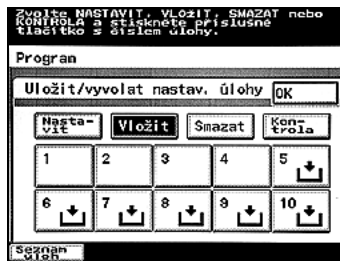 Zvolte NASTAVIT, VLOŽIT, SMAZAT nebo
KONTROLA a stiskněte příslušné
tlačítko s číslem úlohy.
Program
Uložit/vyvolat nastav. úlohy OK
Nasta-
vit Vložit Smazat Kon-
trola
1 2 3 4 5
6 7 8 9 10
Seznam
úloh